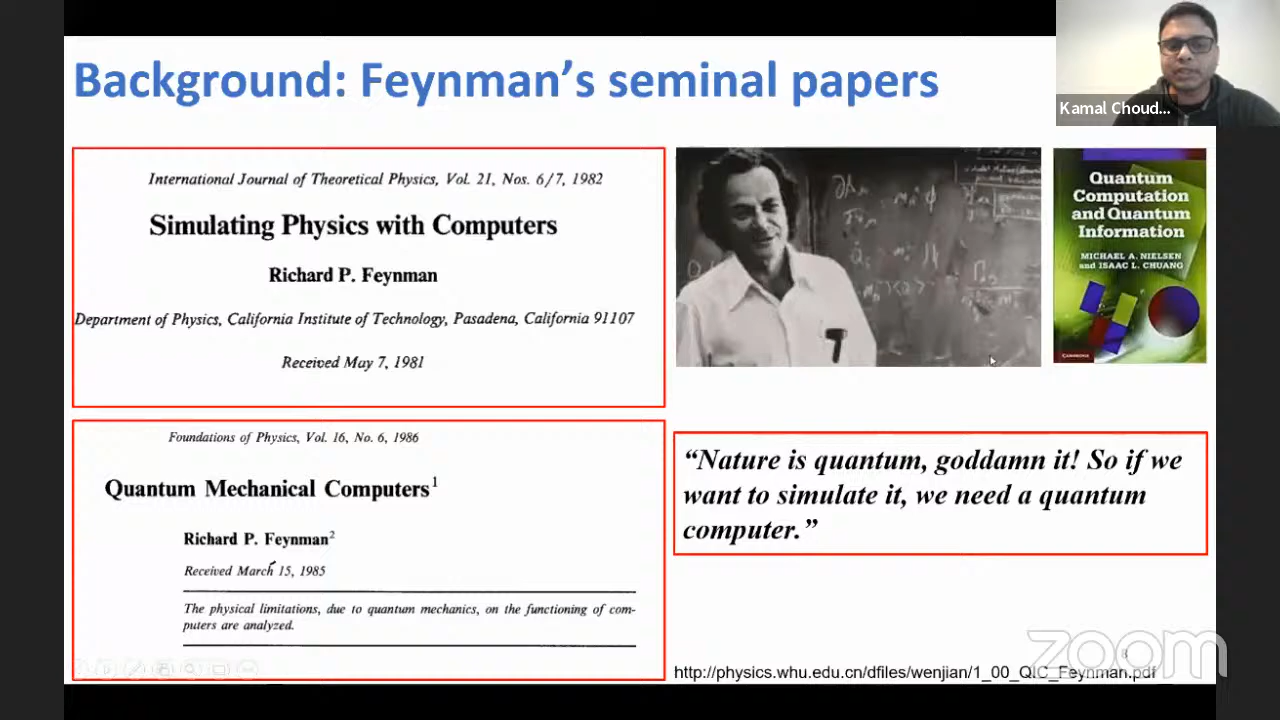 Background: Feynman's seminal papers
Kamal Choud...
International Journal of Theoretical Physics, Vol. 21, Nos. 6/7, 1982
Simulating Physics with Computers
Richard P. Feynman
Department of Physics, California Institute of Technology, Pasadena, California 91107
Received May 7, 1981
Quantum
Computation
and Quantum
Information
MICHAEL A. NIELSEN
and ISAAC L. CHUANG
CAMBRIDGE
Foundations of Physics, Vol. 16, No. 6, 1986
Quantum Mechanical Computers¹
Richard P. Feynman²
Received March 15, 1985
The physical limitations, due to quantum mechanics, on the functioning of com-
puters are analyzed.
“Nature is quantum, goddamn it! So if we
want to simulate it, we need a quantum
computer.”
zoom
8
http://physics.whu.edu.cn/dfiles/wenjian/1_00_QIC_Feynman.pdf